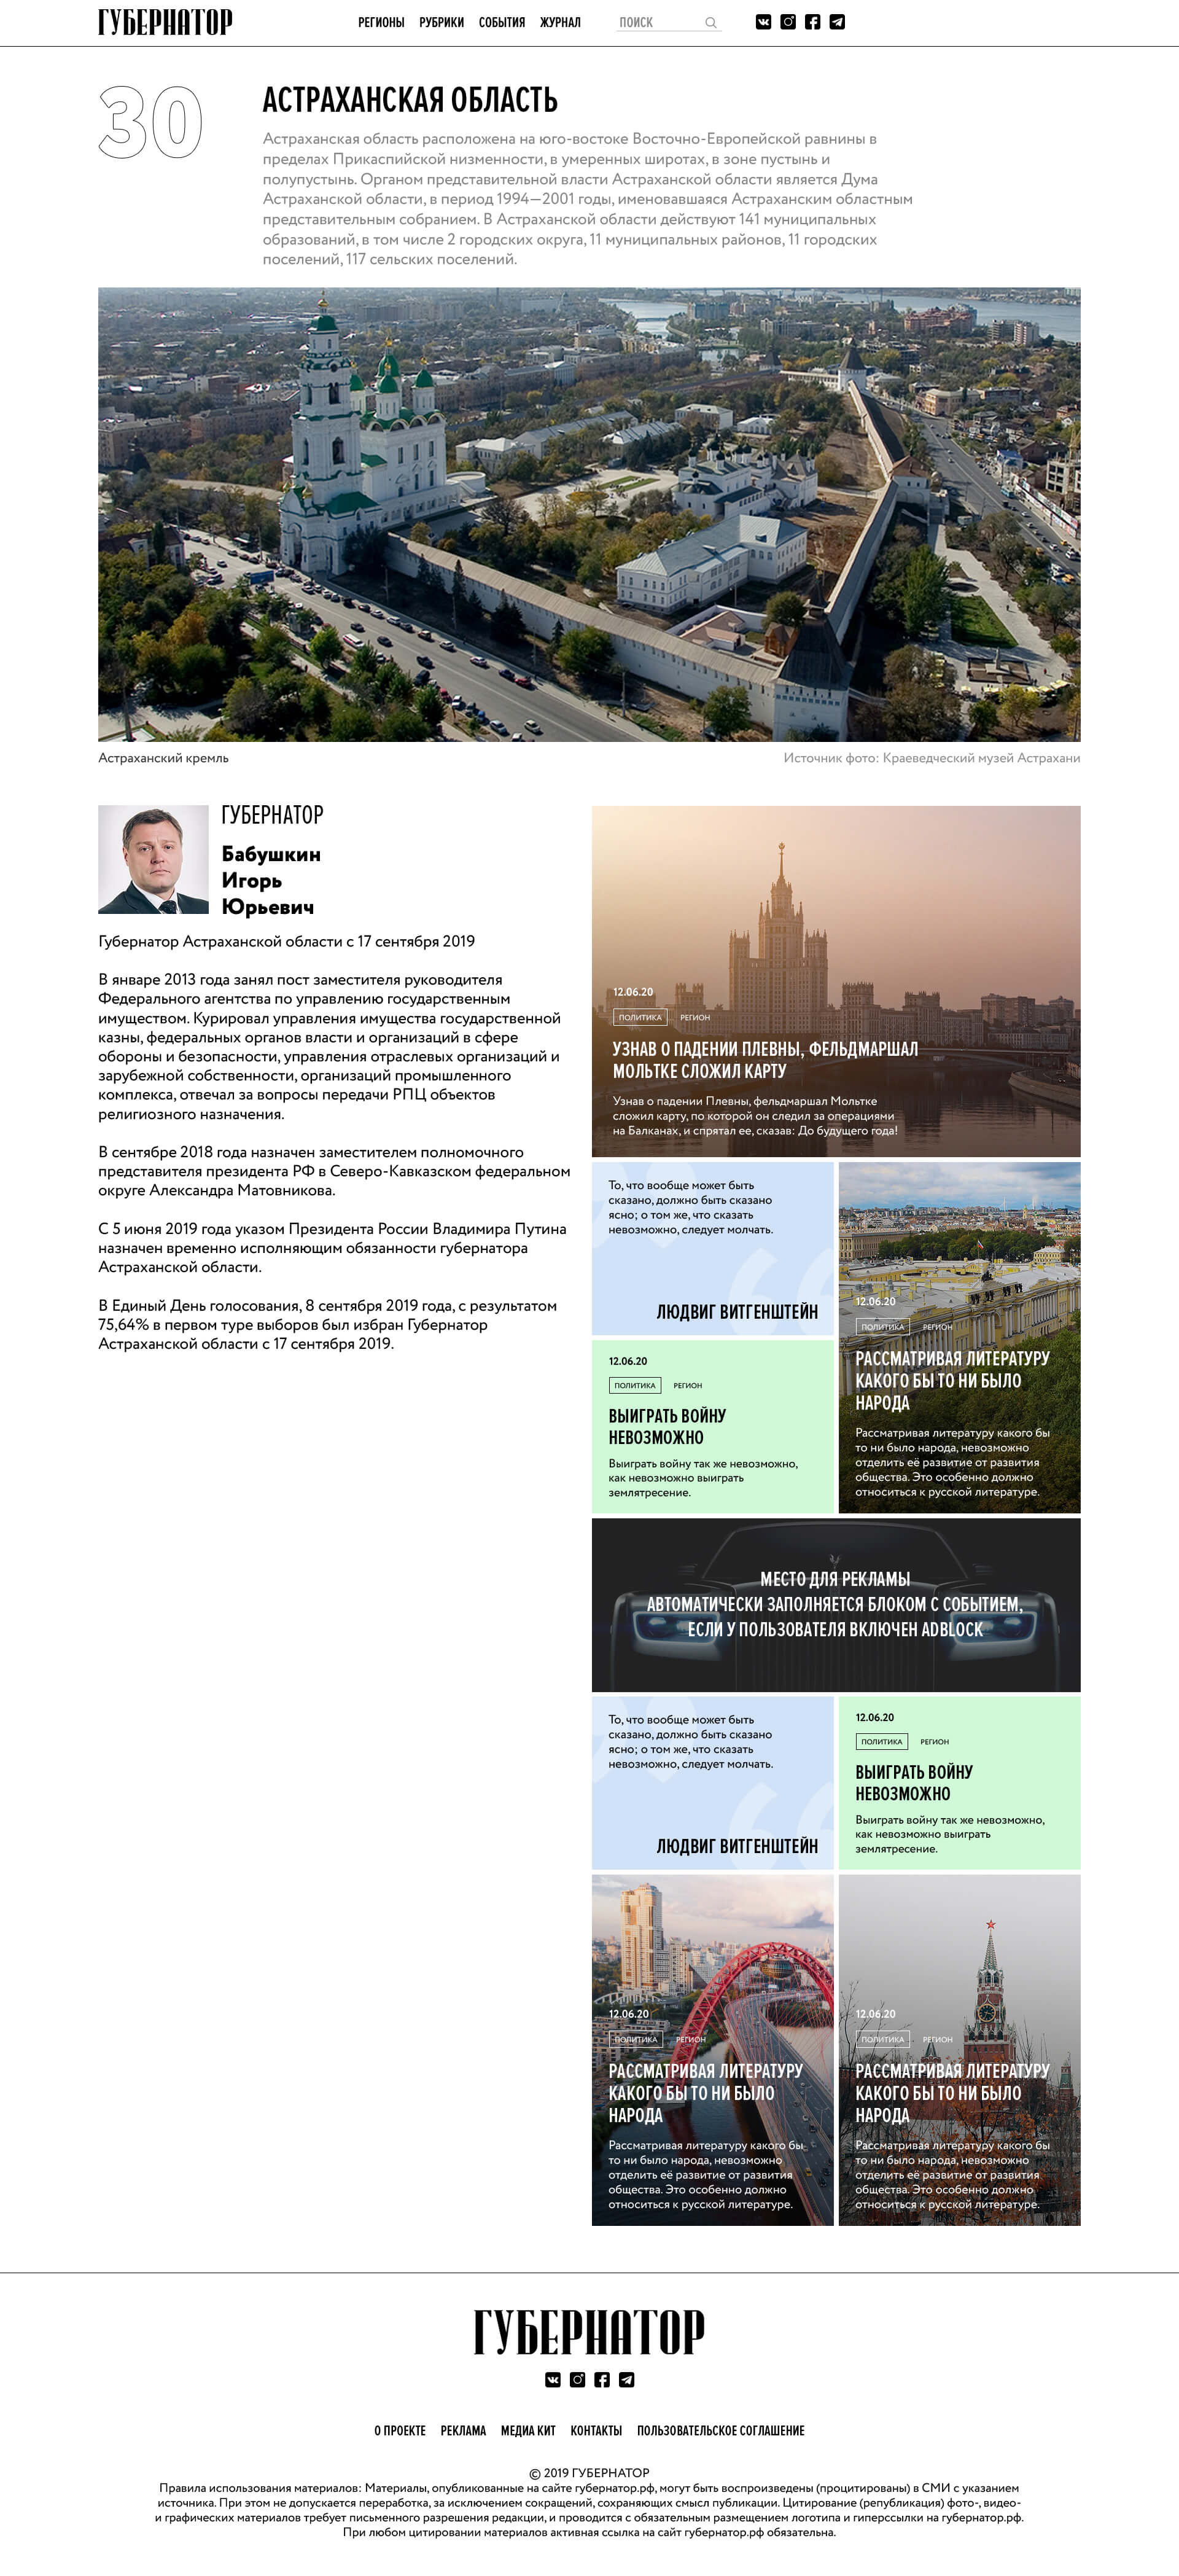 ГУБЕРНАТОР
РЕГИОНЫ РУБРИКИ СОБЫТИЯ ЖУРНАЛ ПОИСК
30
АСТРАХАНСКАЯ ОБЛАСТЬ
Астраханская область расположена на юго-востоке Восточно-Европейской равнины в
пределах Прикаспийской низменности, в умеренных широтах, в зоне пустынь и
полупустынь. Органом представительной власти Астраханской области является Дума
Астраханской области, в период 1994—2001 годы, именовавшаяся Астраханским областным
представительным собранием. В Астраханской области действуют 141 муниципальных
образований, в том числе 2 городских округа, 11 муниципальных районов, 11 городских
поселений, 117 сельских поселений.
Астраханский кремль
Источник фото: Краеведческий музей Астрахани
ГУБЕРНАТОР
Бабушкин
Игорь
Юрьевич
Губернатор Астраханской области с 17 сентября 2019
В январе 2013 года занял пост заместителя руководителя
Федерального агентства по управлению государственным
имуществом. Курировал управления имущества государственной
казны, федеральных органов власти и организаций в сфере
обороны и безопасности, управления отраслевых организаций и
зарубежной собственности, организаций промышленного
комплекса, отвечал за вопросы передачи РПЦ объектов
религиозного назначения.
В сентябре 2018 года назначен заместителем полномочного
представителя президента РФ в Северо-Кавказском федеральном
округе Александра Матовникова.
С 5 июня 2019 года указом Президента России Владимира Путина
назначен временно исполняющим обязанности губернатора
Астраханской области.
В Единый День голосования, 8 сентября 2019 года, с результатом
75,64% в первом туре выборов был избран Губернатор
Астраханской области с 17 сентября 2019.
12.06.20
ПОЛИТИКА РЕГИОН
УЗНАВ О ПАДЕНИИ ПЛЕВНЫ, ФЕЛЬДМАРШАЛ
МОЛЬТКЕ СЛОЖИЛ КАРТУ
Узнав о падении Плевны, фельдмаршал Мольтке
сложил карту, по которой он следил за операциями
на Балканах, и спрятал ее, сказав: До будущего года!
То, что вообще может быть
сказано, должно быть сказано
ясно; о том же, что сказать
невозможно, следует молчать.
ЛЮДВИГ ВИТГЕНШТЕЙН
12.06.20
ПОЛИТИКА РЕГИОН
РАССМАТРИВАЯ ЛИТЕРАТУРУ
КАКОГО БЫ ТО НИ БЫЛО
НАРОДА
Рассматривая литературу какого бы
то ни было народа, невозможно
отделить её развитие от развития
общества. Это особенно должно
относиться к русской литературе.
12.06.20
ПОЛИТИКА РЕГИОН
ВЫИГРАТЬ ВОЙНУ
НЕВОЗМОЖНО
Выиграть войну так же невозможно,
как невозможно выиграть
землятресение.
МЕСТО ДЛЯ РЕКЛАМЫ
АВТОМАТИЧЕСКИ ЗАПОЛНЯЕТСЯ БЛОКОМ С СОБЫТИЕМ,
ЕСЛИ У ПОЛЬЗОВАТЕЛЯ ВКЛЮЧЕН ADBLOCK
То, что вообще может быть
сказано, должно быть сказано
ясно; о том же, что сказать
невозможно, следует молчать.
ЛЮДВИГ ВИТГЕНШТЕЙН
12.06.20
ПОЛИТИКА РЕГИОН
ВЫИГРАТЬ ВОЙНУ
НЕВОЗМОЖНО
Выиграть войну так же невозможно,
как невозможно выиграть
землятресение.
12.06.20
ПОЛИТИКА РЕГИОН
РАССМАТРИВАЯ ЛИТЕРАТУРУ
КАКОГО БЫ ТО НИ БЫЛО
НАРОДА
Рассматривая литературу какого бы
то ни было народа, невозможно
отделить её развитие от развития
общества. Это особенно должно
относиться к русской литературе.
12.06.20
ПОЛИТИКА РЕГИОН
РАССМАТРИВАЯ ЛИТЕРАТУРУ
КАКОГО БЫ ТО НИ БЫЛО
НАРОДА
Рассматривая литературу какого бы
то ни было народа, невозможно
отделить её развитие от развития
общества. Это особенно должно
относиться к русской литературе.
ГУБЕРНАТОР
О ПРОЕКТЕ РЕКЛАМА МЕДИА КИТ КОНТАКТЫ ПОЛЬЗОВАТЕЛЬСКОЕ СОГЛАШЕНИЕ
© 2019 ГУБЕРНАТОР
Правила использования материалов: Материалы, опубликованные на сайте губернатор.рф, могут быть воспроизведены (процитированы) в СМИ с указанием
источника. При этом не допускается переработка, за исключением сокращений, сохраняющих смысл публикации. Цитирование (републикация) фото-, видео-
и графических материалов требует письменного разрешения редакции, и проводится с обязательным размещением логотипа и гиперссылки на губернатор.рф.
При любом цитировании материалов активная ссылка на сайт губернатор.рф обязательна.